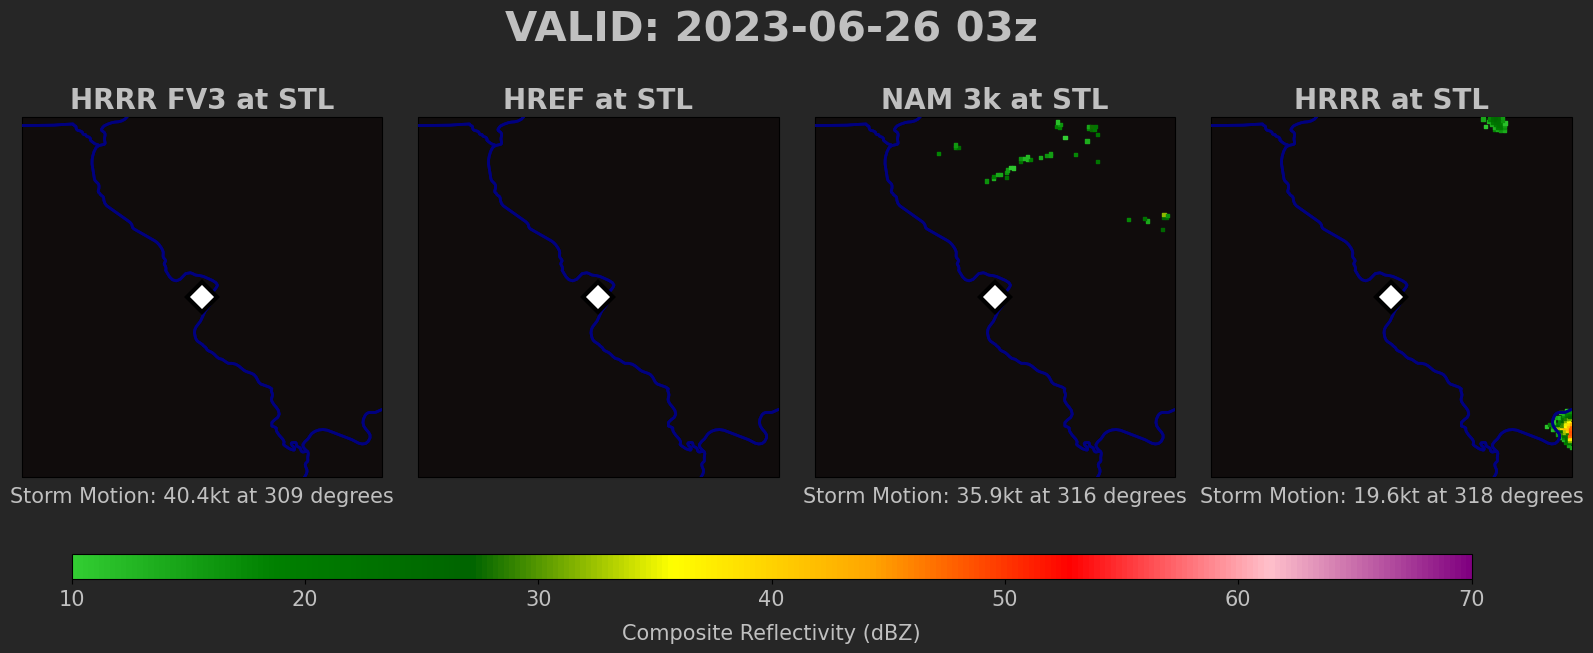 VALID: 2023-06-26 03z
HRRR FV3 at STL
HREF at STL
NAM 3k at STL
HRRR at STL
Storm Motion: 40.4kt at 309 degrees
Storm Motion: 35.9kt at 316 degrees
Storm Motion: 19.6kt at 318 degrees
10 20 30 40 50 60 70
Composite Reflectivity (dBZ)